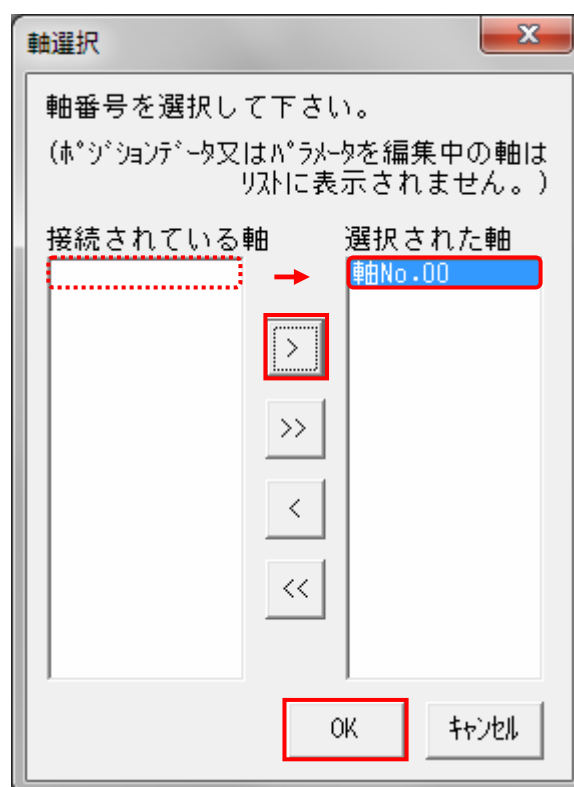 軸選択
x
軸番号を選択して下さい。
(ﾎﾟｼﾞｼｮﾝﾃﾞｰﾀ又はﾊﾟﾗﾒｰﾀを編集中の軸は
ﾘｽﾄに表示されません。)
接続されている軸 選択された軸
軸No.00
>
>>
<
<<
OK ｷｬﾝｾﾙ